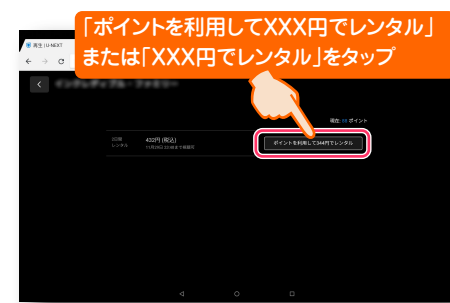 「ポイントを利用してXXX円でレンタル」
または「XXX円でレンタル」をタップ
再生 | U-NEXT
現在: 58 ポイント
432円 (税込)
レンタル
ポイントを利用して344円でレンタル